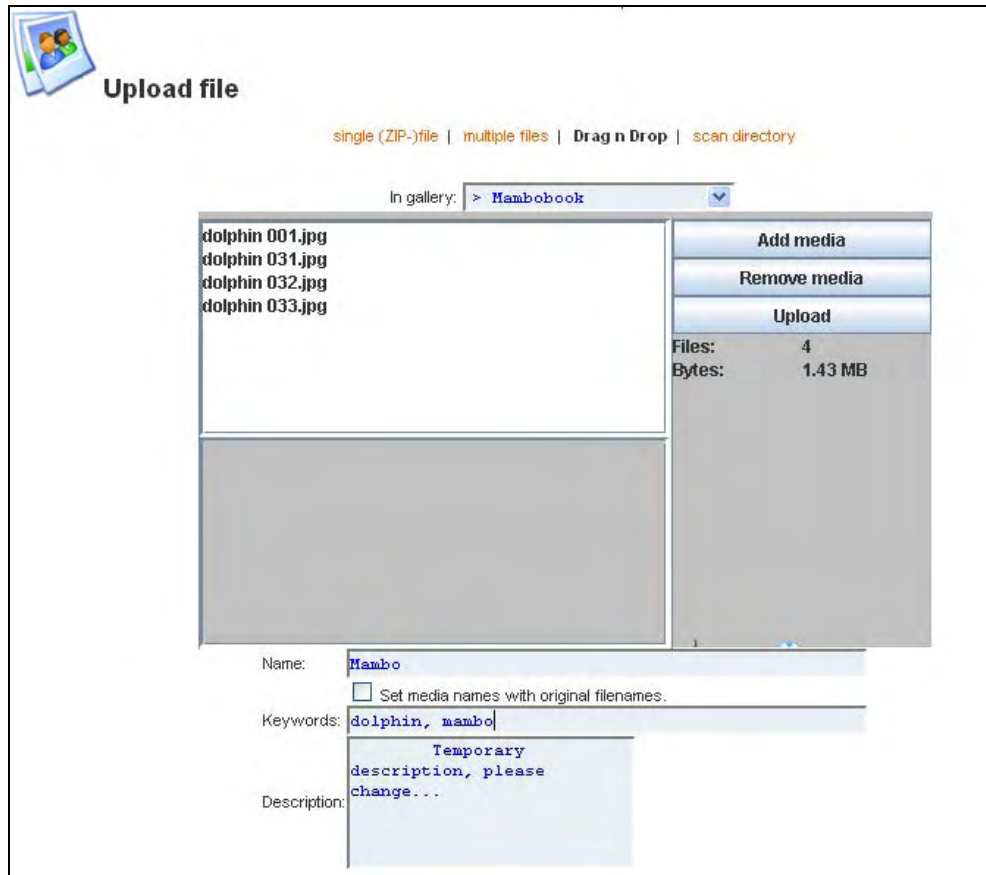 Upload file
single (ZIP-)file | multiple files | Drag n Drop | scan directory
In gallery: > Mambobook
dolphin 001.jpg
dolphin 031.jpg
dolphin 032.jpg
dolphin 033.jpg
Add media
Remove media
Upload
Files: 4
Bytes: 1.43 MB
Name: Mambo
Set media names with original filenames.
Keywords: dolphin, mambo
Description: Temporary
description, please
change...